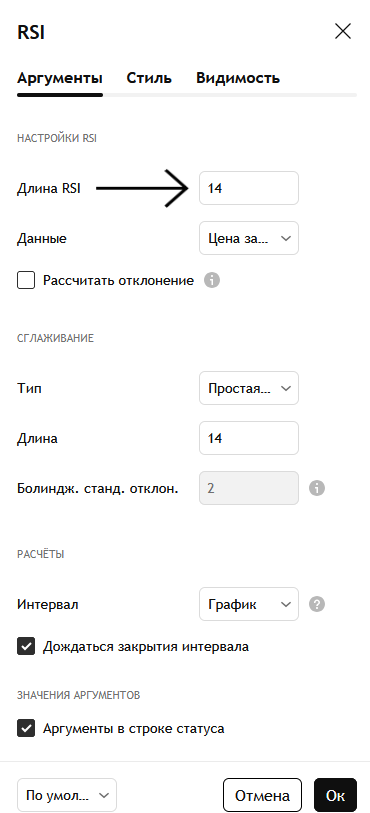 RSI
Аргументы Стиль Видимость
НАСТРОЙКИ RSI
Длина RSI 14
Данные Цена за...
Рассчитать отклонение
СГЛАЖИВАНИЕ
Тип Простая...
Длина 14
Болиндж. станд. отклон. 2
РАСЧЁТЫ
Интервал График ?
Дождаться закрытия интервала
ЗНАЧЕНИЯ АРГУМЕНТОВ
Аргументы в строке статуса
По умол... Отмена Ок